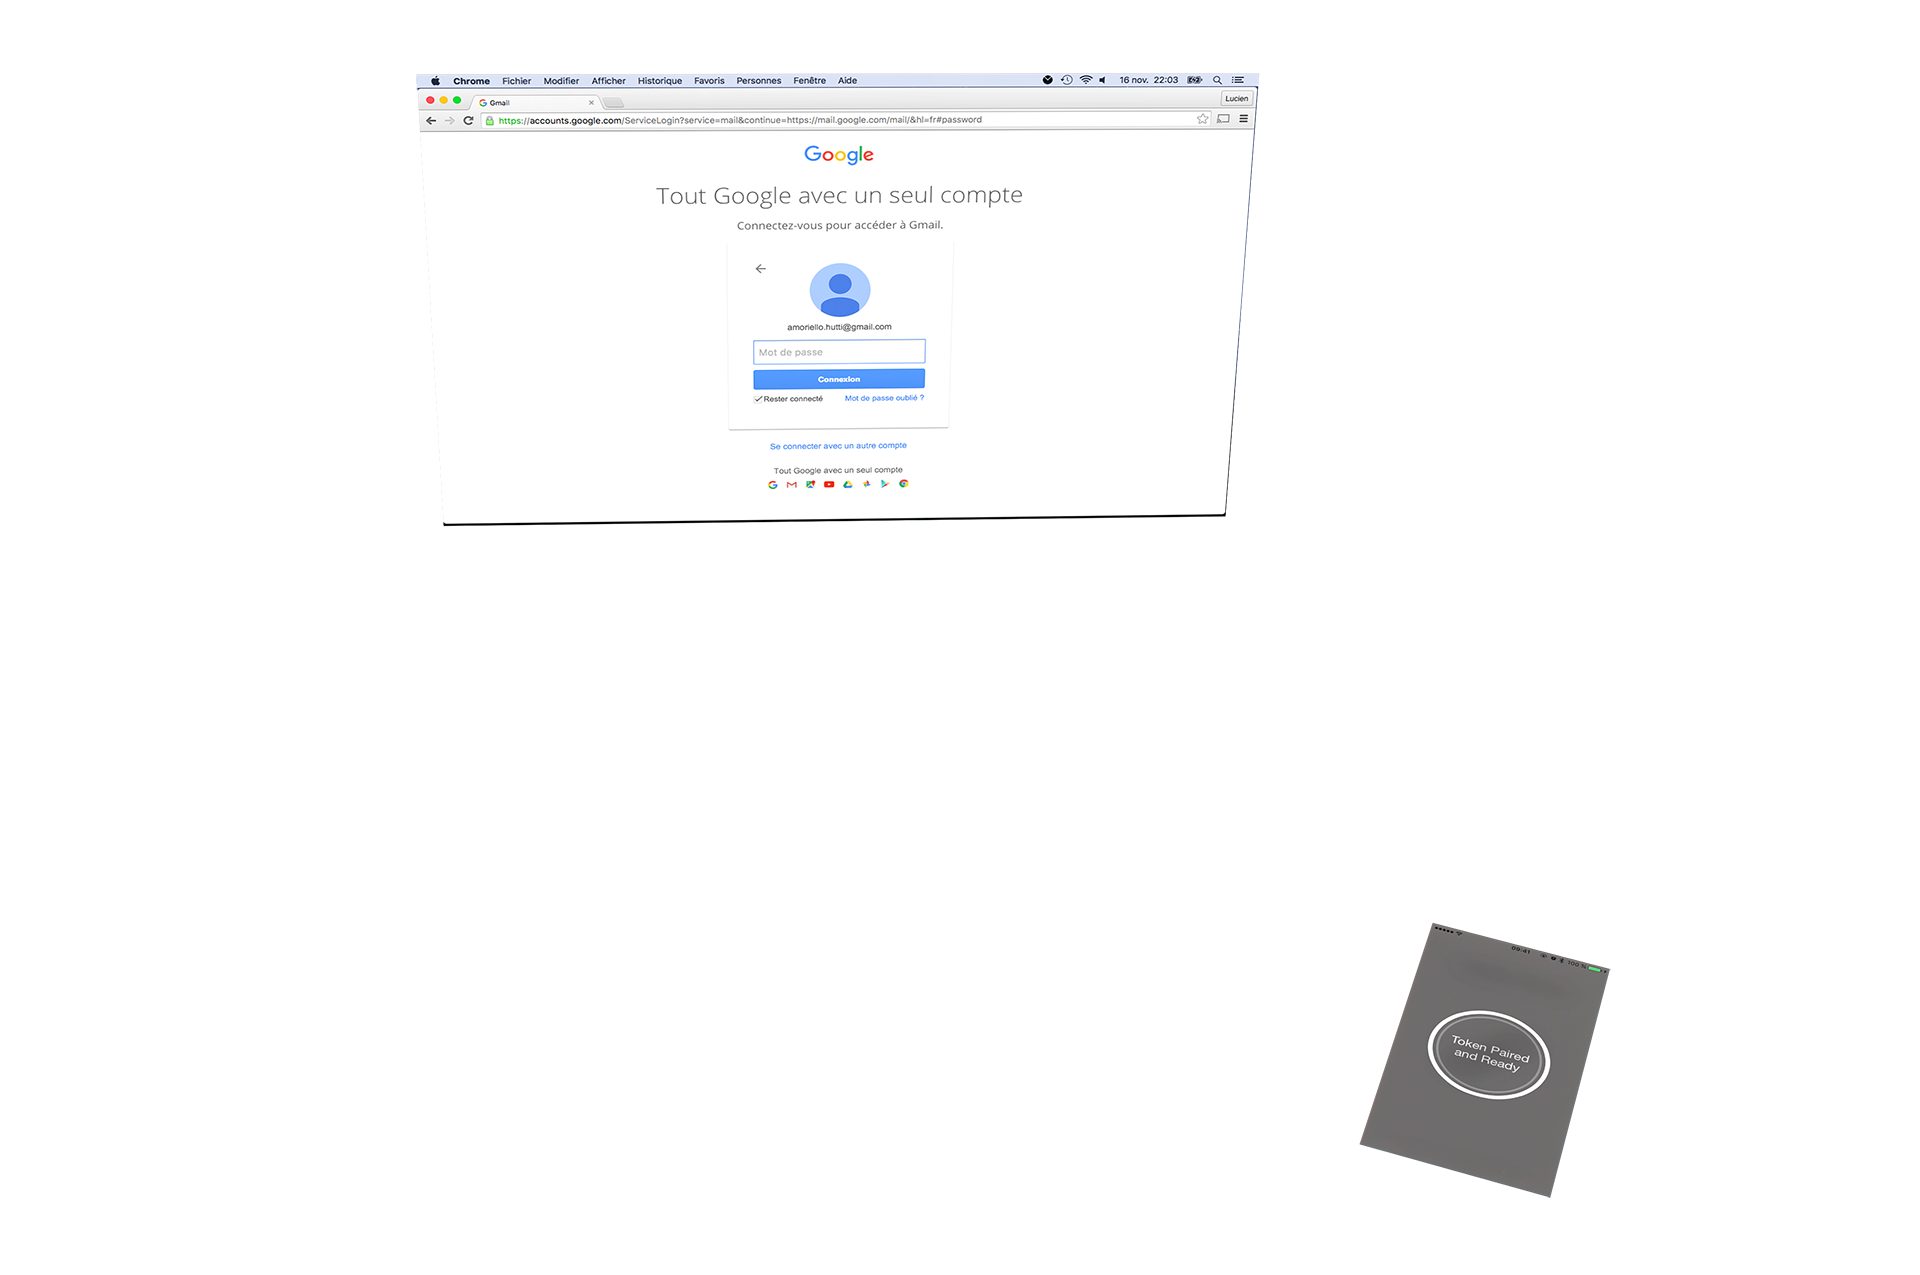 Chrome Fichier Modifier Afficher Historique Favoris Personnes Fenêtre Aide 16 nov. 22:03
Gmail Lucien
https://accounts.google.com/ServiceLogin?service=mail&continue=https://mail.google.com/mail/&hl=fr#password
Google
Tout Google avec un seul compte
Connectez-vous pour accéder à Gmail.
amoriello.hutti@gmail.com
Mot de passe
Connexion
Rester connecté Mot de passe oublié ?
Se connecter avec un autre compte
Tout Google avec un seul compte
09:41 100 %
Token Paired
and Ready